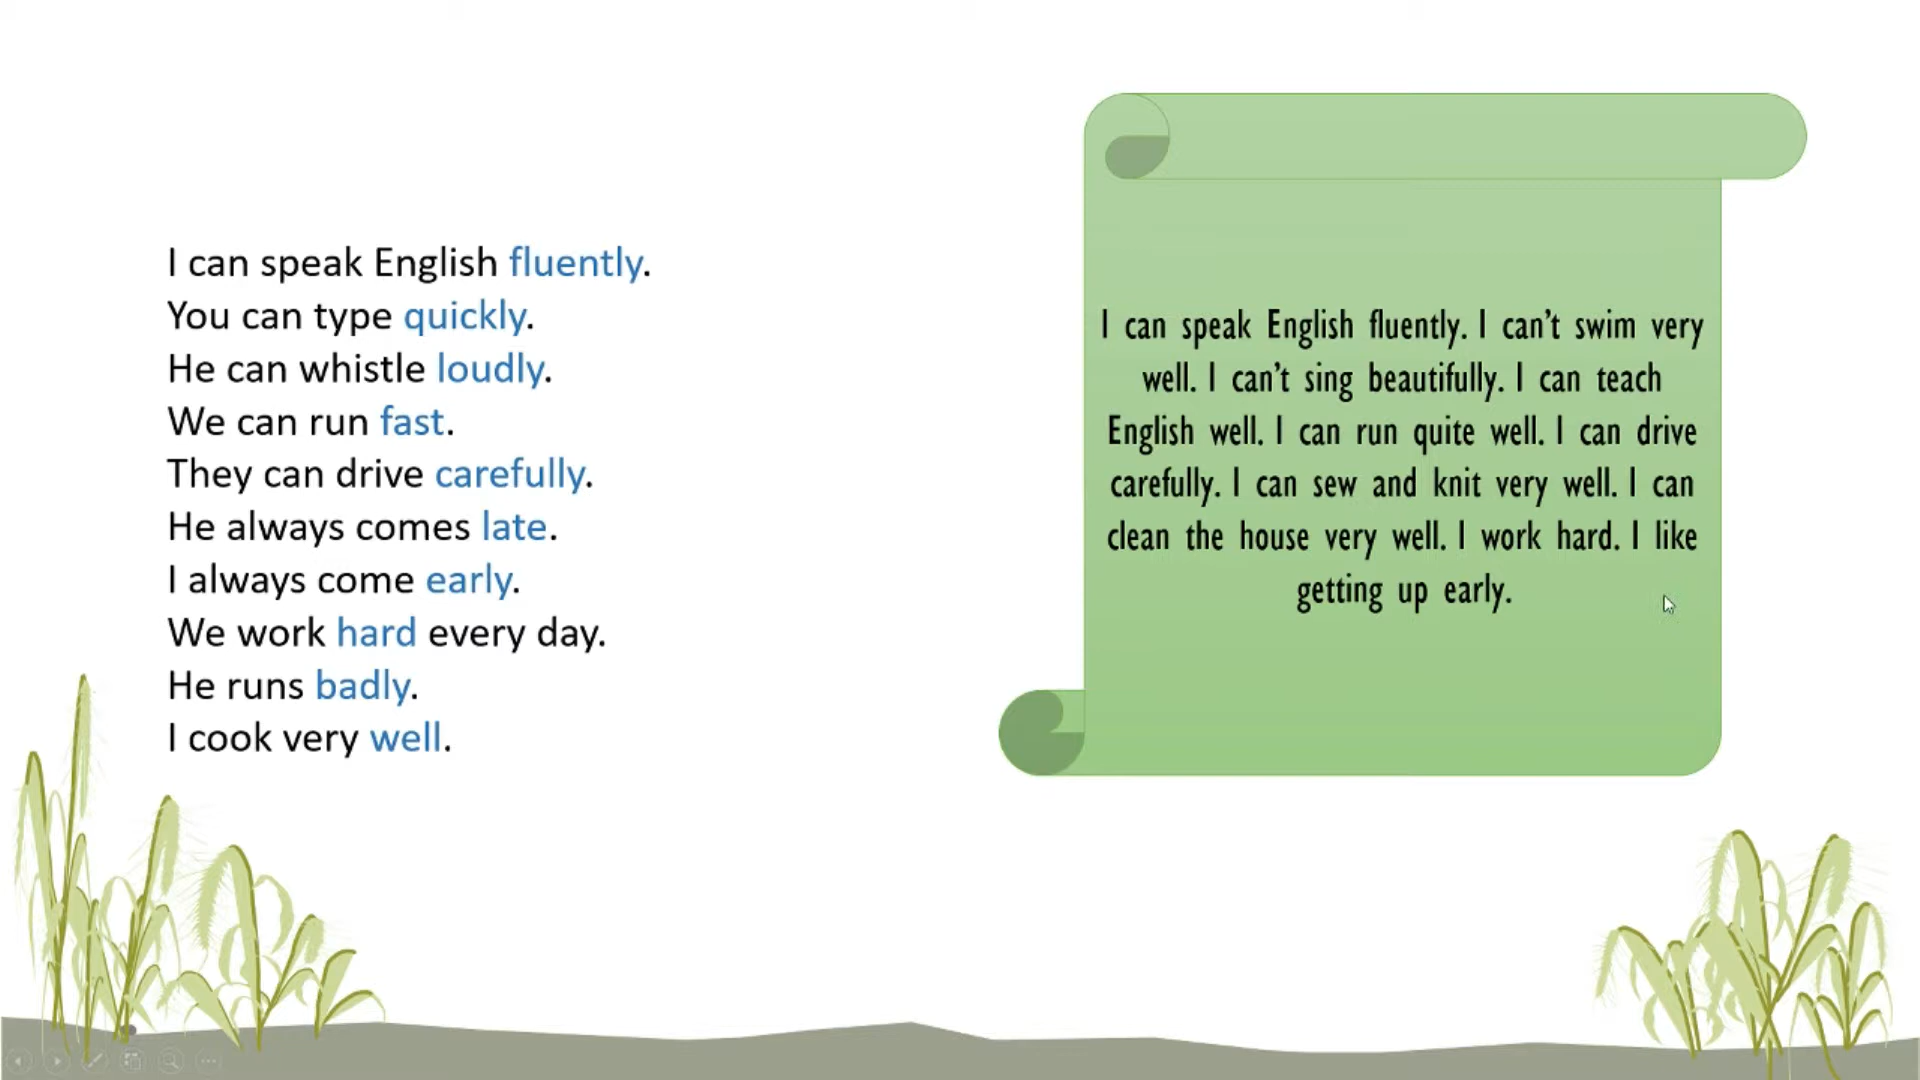 I can speak English fluently.
You can type quickly.
He can whistle loudly.
We can run fast.
They can drive carefully.
He always comes late.
I always come early.
We work hard every day.
He runs badly.
I cook very well.
I can speak English fluently. I can’t swim very
well. I can’t sing beautifully. I can teach
English well. I can run quite well. I can drive
carefully. I can sew and knit very well. I can
clean the house very well. I work hard. I like
getting up early.